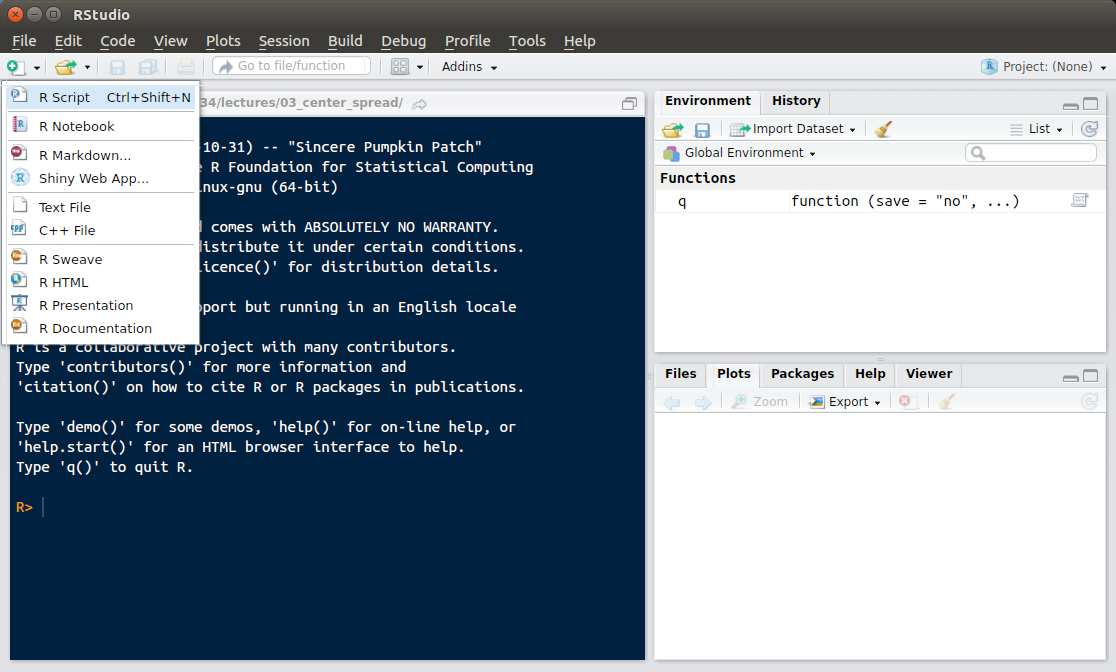 RStudio
File Edit Code View Plots Session Build Debug Profile Tools Help
Go to file/function Addins Project: (None)
R Script Ctrl+Shift+N
R Notebook
R Markdown...
Shiny Web App...
Text File
C++ File
R Sweave
R HTML
R Presentation
R Documentation
34/lectures/03_center_spread/
10-31) -- "Sincere Pumpkin Patch"
R Foundation for Statistical Computing
linux-gnu (64-bit)
comes with ABSOLUTELY NO WARRANTY.
distribute it under certain conditions.
licence()' for distribution details.
port but running in an English locale
R is a collaborative project with many contributors.
Type 'contributors()' for more information and
'citation()' on how to cite R or R packages in publications.
Type 'demo()' for some demos, 'help()' for on-line help, or
'help.start()' for an HTML browser interface to help.
Type 'q()' to quit R.
R>
Environment History
Import Dataset List
Global Environment
Functions
q function (save = "no", ...)
Files Plots Packages Help Viewer
Zoom Export